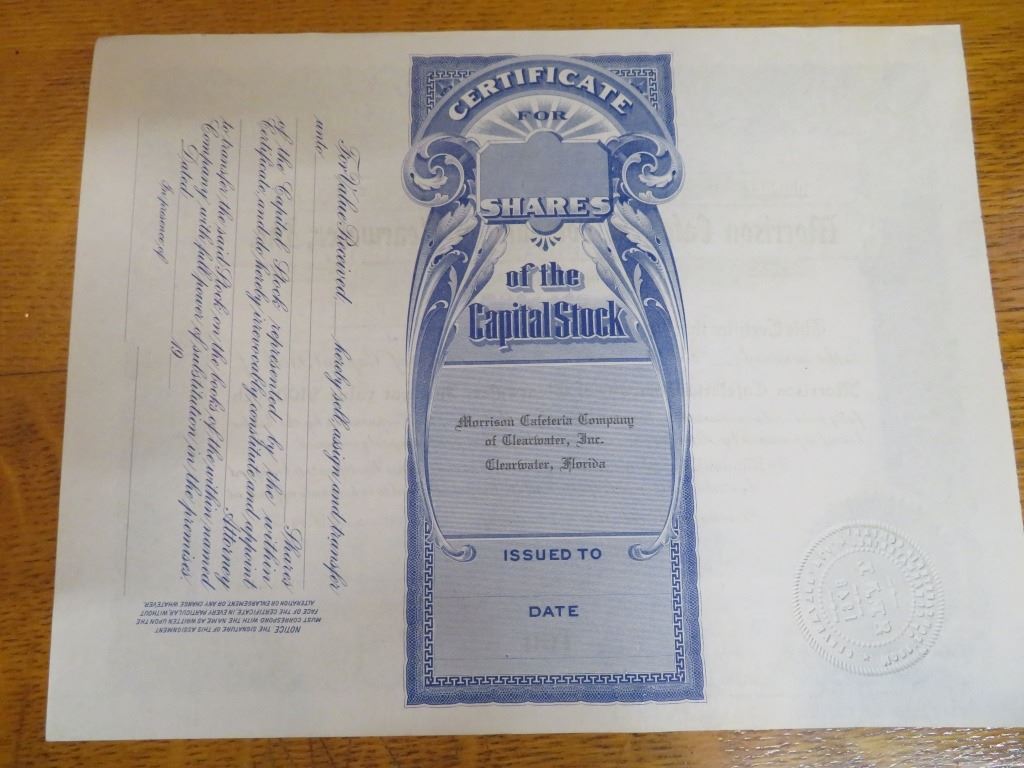 CERTIFICATE
FOR
SHARES
of the
Capital Stock
Morrison Cafeteria Company
of Clearwater, Inc.
Clearwater, Florida
ISSUED TO
DATE
For Value Received, hereby sell, assign and transfer
unto
Shares
of the Capital Stock represented by the within
Certificate, and do hereby irrevocably constitute and appoint
Attorney
to transfer the said Stock on the books of the within named
Company with full power of substitution in the premises.
Dated 19
In presence of
NOTICE. THE SIGNATURE OF THIS ASSIGNMENT
MUST CORRESPOND WITH THE NAME AS WRITTEN UPON THE
FACE OF THE CERTIFICATE IN EVERY PARTICULAR, WITHOUT
ALTERATION OR ENLARGEMENT OR ANY CHANGE WHATEVER.